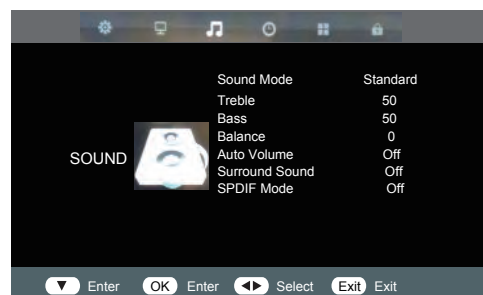 Sound Mode Standard
Treble 50
Bass 50
Balance 0
SOUND Auto Volume Off
Surround Sound Off
SPDIF Mode Off
▼ Enter OK Enter ◀▶ Select Exit Exit